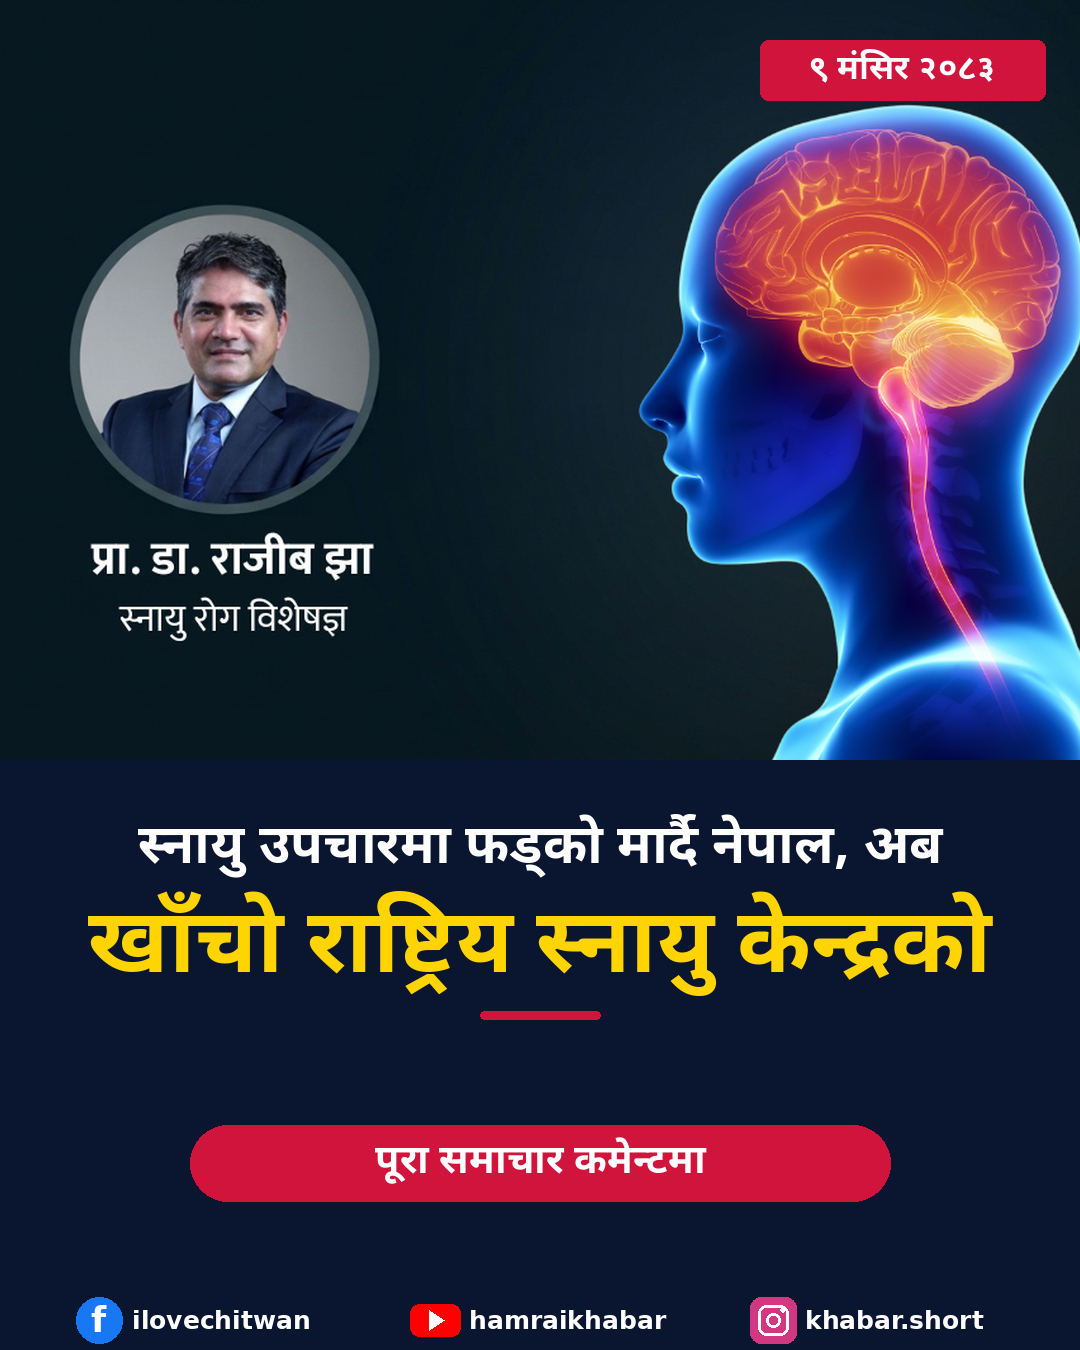 ९ मंसिर २०८३
प्रा. डा. राजीब झा
स्नायु रोग विशेषज्ञ
स्नायु उपचारमा फड्को मार्दै नेपाल, अब
खाँचो राष्ट्रिय स्नायु केन्द्रको
पूरा समाचार कमेन्टमा
ilovechitwan
hamraikhabar
khabar.short